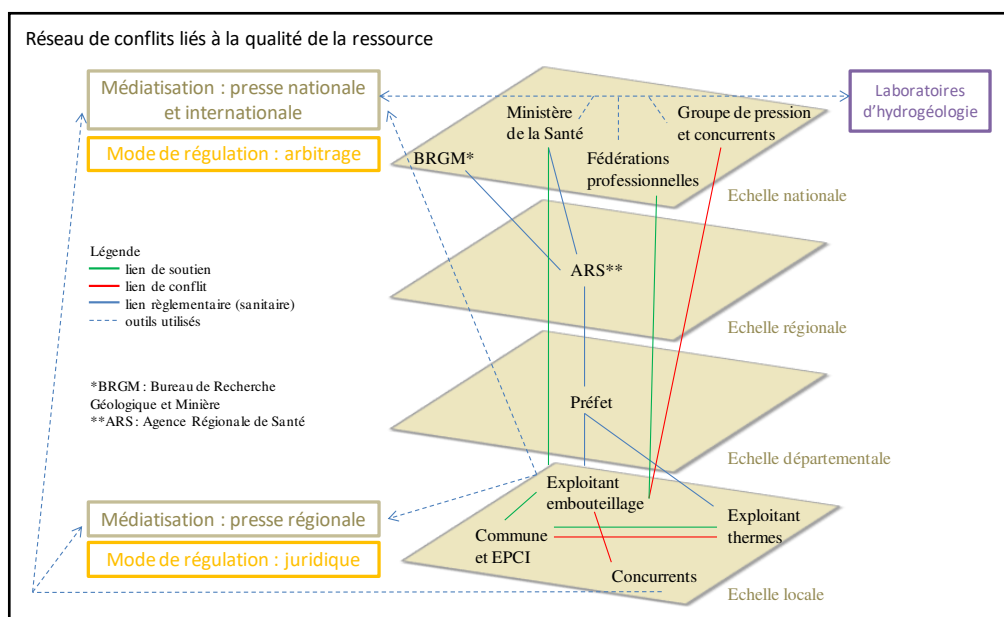 Réseau de conflits liés à la qualité de la ressource
Médiatisation : presse nationale
et internationale
Mode de régulation : arbitrage
Laboratoires
d'hydrogéologie
Ministère
de la Santé
Groupe de pression
et concurrents
BRGM*
Fédérations
professionnelles
Echelle nationale
Légende
lien de soutien
lien de conflit
lien règlementaire (sanitaire)
outils utilisés
ARS**
Echelle régionale
*BRGM : Bureau de Recherche
Géologique et Minière
**ARS : Agence Régionale de Santé
Préfet
Echelle départementale
Médiatisation : presse régionale
Mode de régulation : juridique
Exploitant
embouteillage
Commune
et EPCI
Exploitant
thermes
Concurrents
Echelle locale